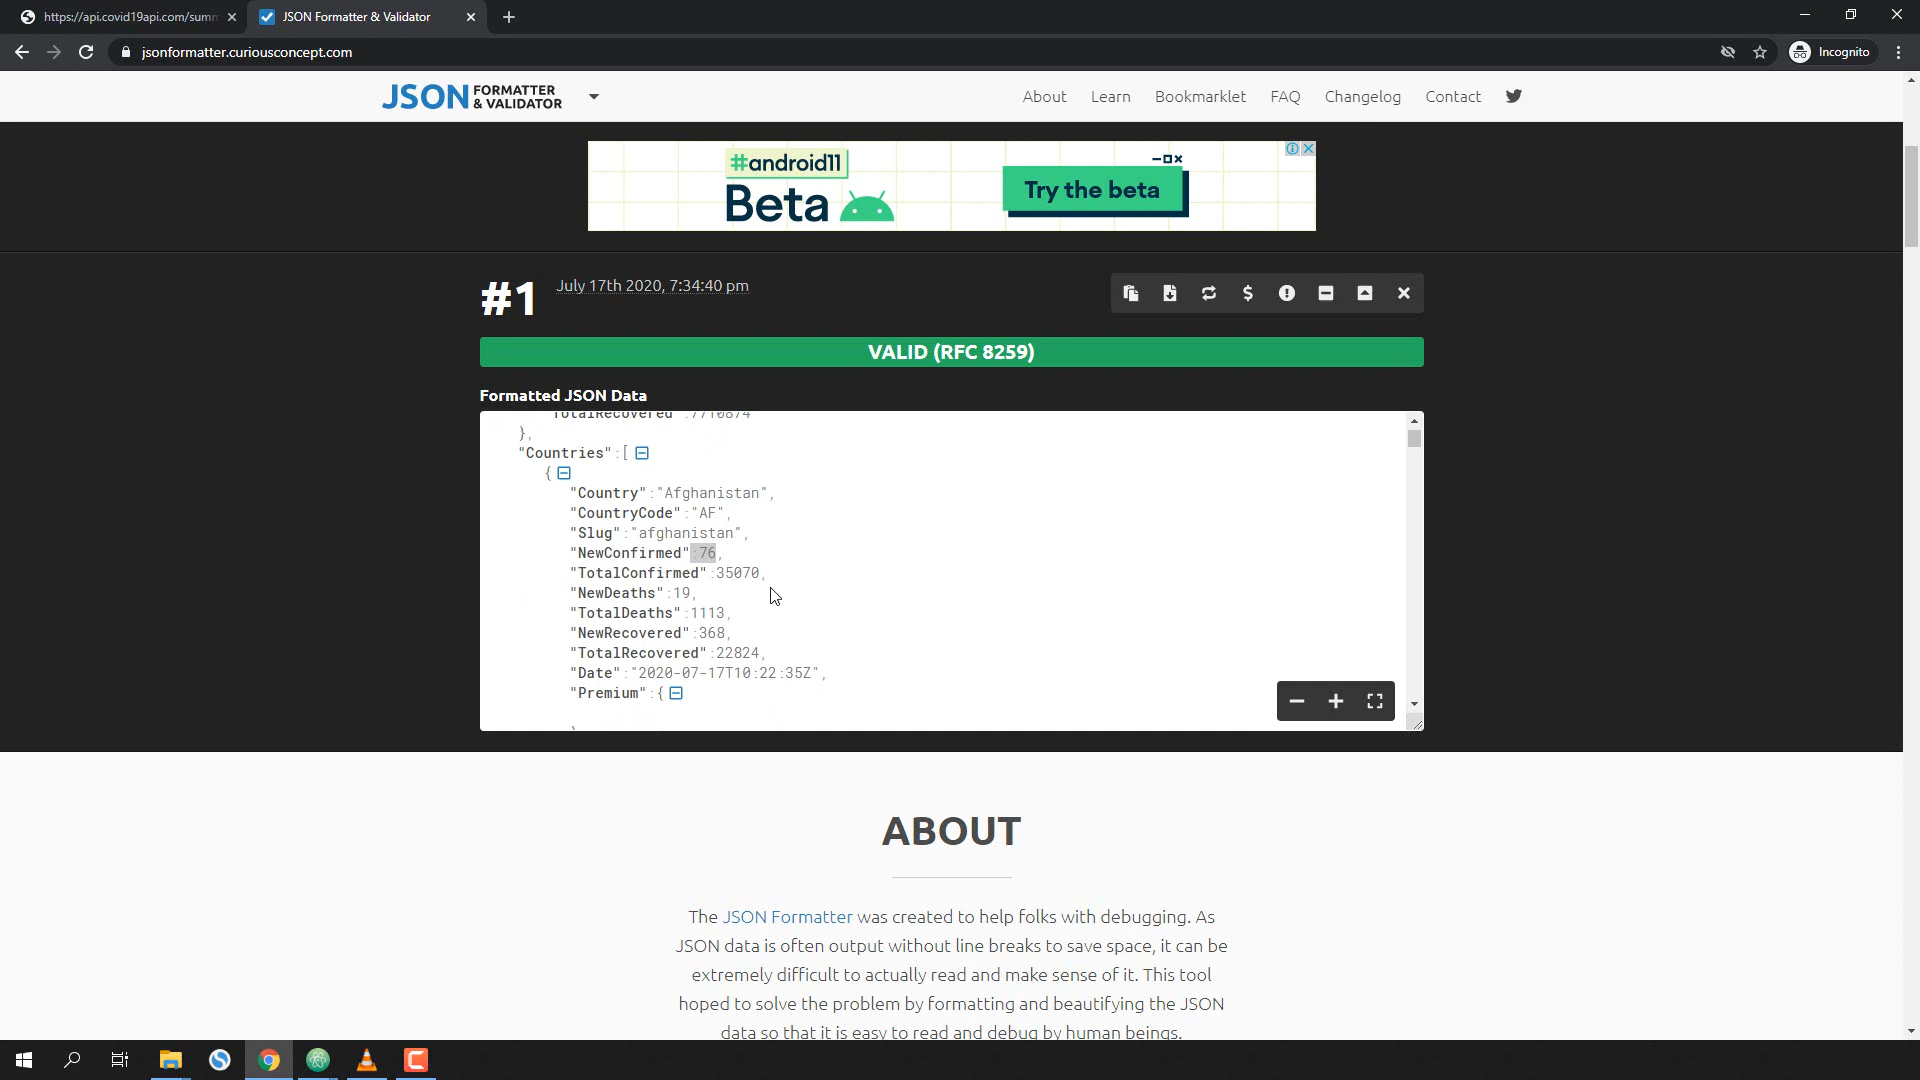 https://api.covid19api.com/sumn
JSON Formatter & Validator
jsonformatter.curiousconcept.com
Incognito
JSON FORMATTER & VALIDATOR
About Learn Bookmarklet FAQ Changelog Contact
#android11
Beta
Try the beta
#1 July 17th 2020, 7:34:40 pm
VALID (RFC 8259)
Formatted JSON Data
"TotalRecovered":7710874
},
"Countries":[
{
"Country":"Afghanistan",
"CountryCode":"AF",
"Slug":"afghanistan",
"NewConfirmed":76,
"TotalConfirmed":35070,
"NewDeaths":19,
"TotalDeaths":1113,
"NewRecovered":368,
"TotalRecovered":22824,
"Date":"2020-07-17T10:22:35Z",
"Premium":{
ABOUT
The JSON Formatter was created to help folks with debugging. As
JSON data is often output without line breaks to save space, it can be
extremely difficult to actually read and make sense of it. This tool
hoped to solve the problem by formatting and beautifying the JSON
data so that it is easy to read and debug by human beings.